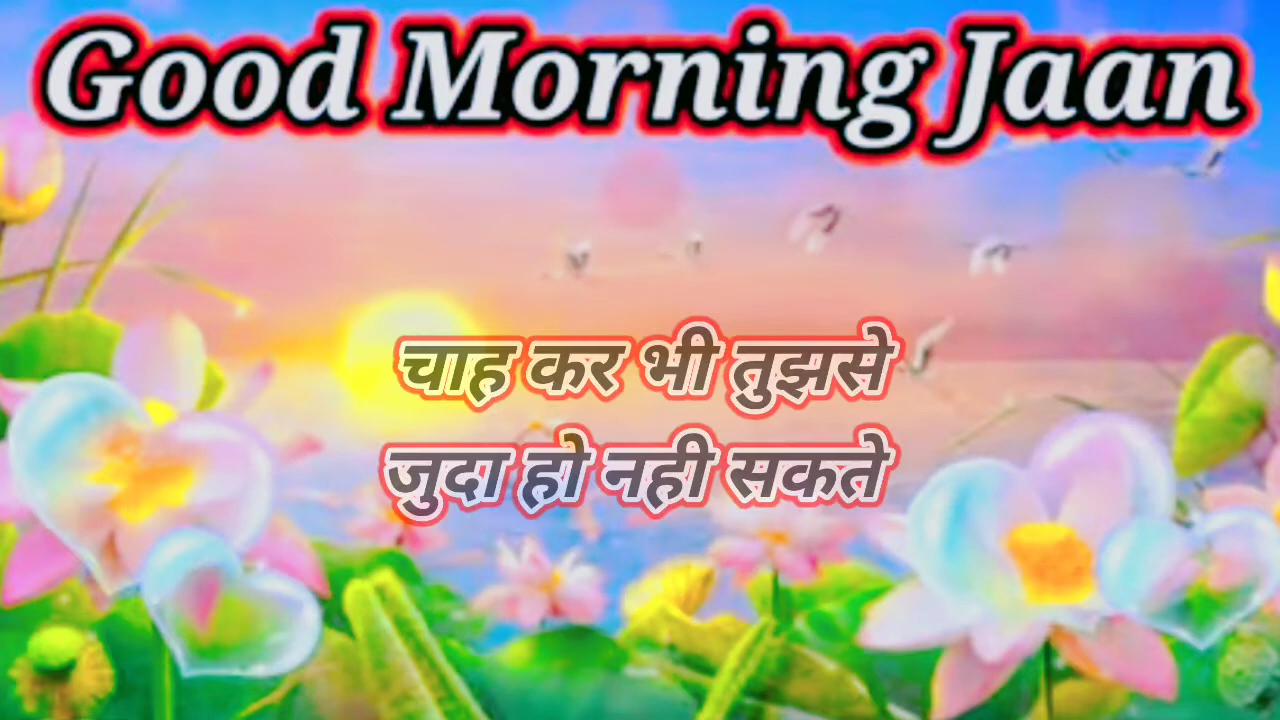 Good Morning Jaan
चाह कर भी तुझसे
जुदा हो नही सकते